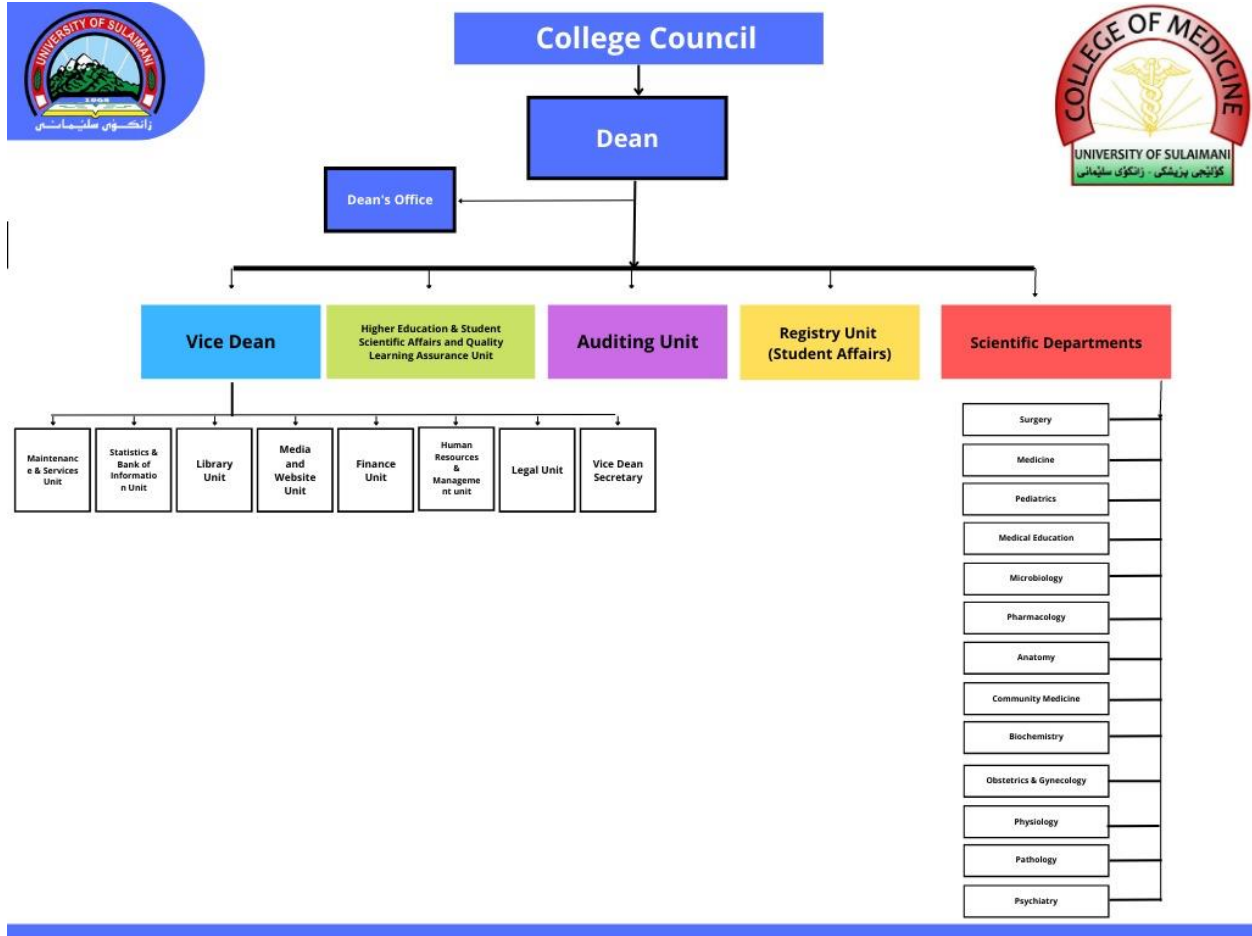 UNIVERSITY OF SULAIMANI
1968
زانكۆی سلێمانی
College Council
COLLEGE OF MEDICINE
UNIVERSITY OF SULAIMANI
كۆلێجی پزیشكی - زانكۆی سلێمانی
Dean
Dean's Office
Vice Dean
Higher Education & Student
Scientific Affairs and Quality
Learning Assurance Unit
Auditing Unit
Registry Unit
(Student Affairs)
Scientific Departments
Maintenanc
e & Services
Unit
Statistics &
Bank of
Informatio
n Unit
Library
Unit
Media
and
Website
Unit
Finance
Unit
Human
Resources
&
Manageme
nt unit
Legal Unit
Vice Dean
Secretary
Surgery
Medicine
Pediatrics
Medical Education
Microbiology
Pharmacology
Anatomy
Community Medicine
Biochemistry
Obstetrics & Gynecology
Physiology
Pathology
Psychiatry